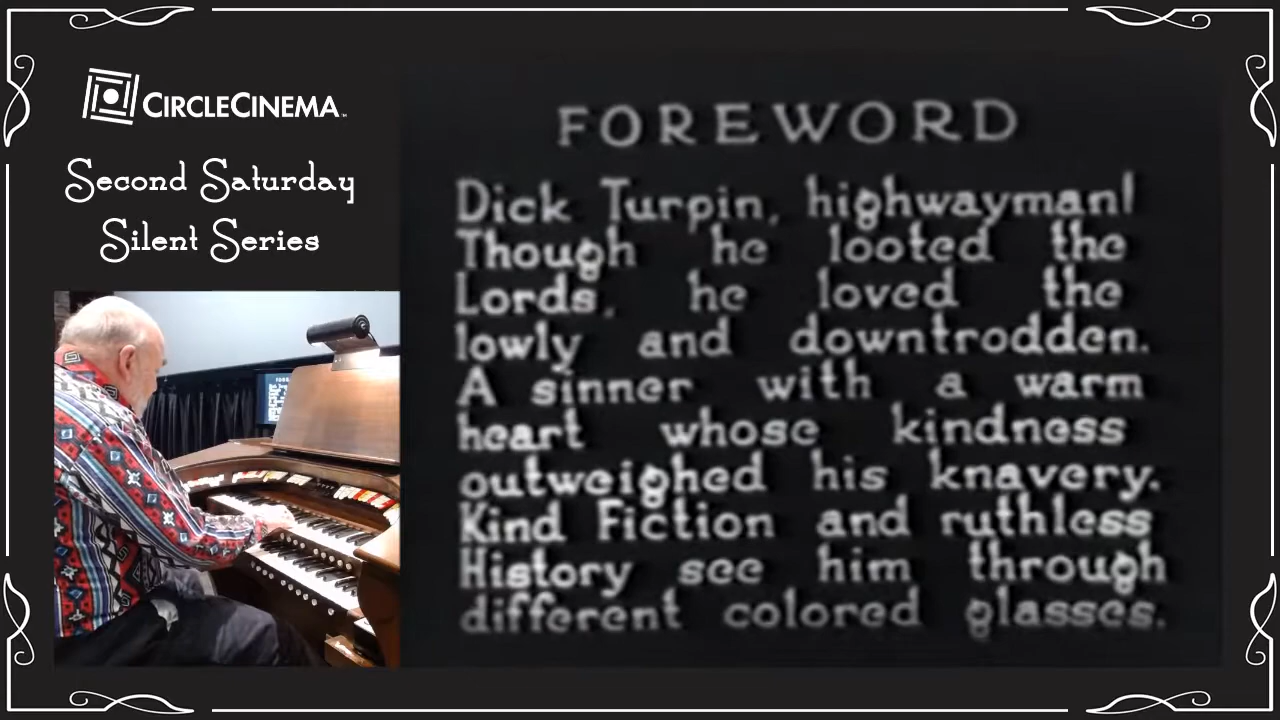 CIRCLECINEMA™
Second Saturday
Silent Series
FOREWORD
Dick Turpin, highwayman!
Though he looted the
Lords, he loved the
lowly and downtrodden.
A sinner with a warm
heart whose kindness
outweighed his knavery.
Kind Fiction and ruthless
History see him through
different colored glasses.